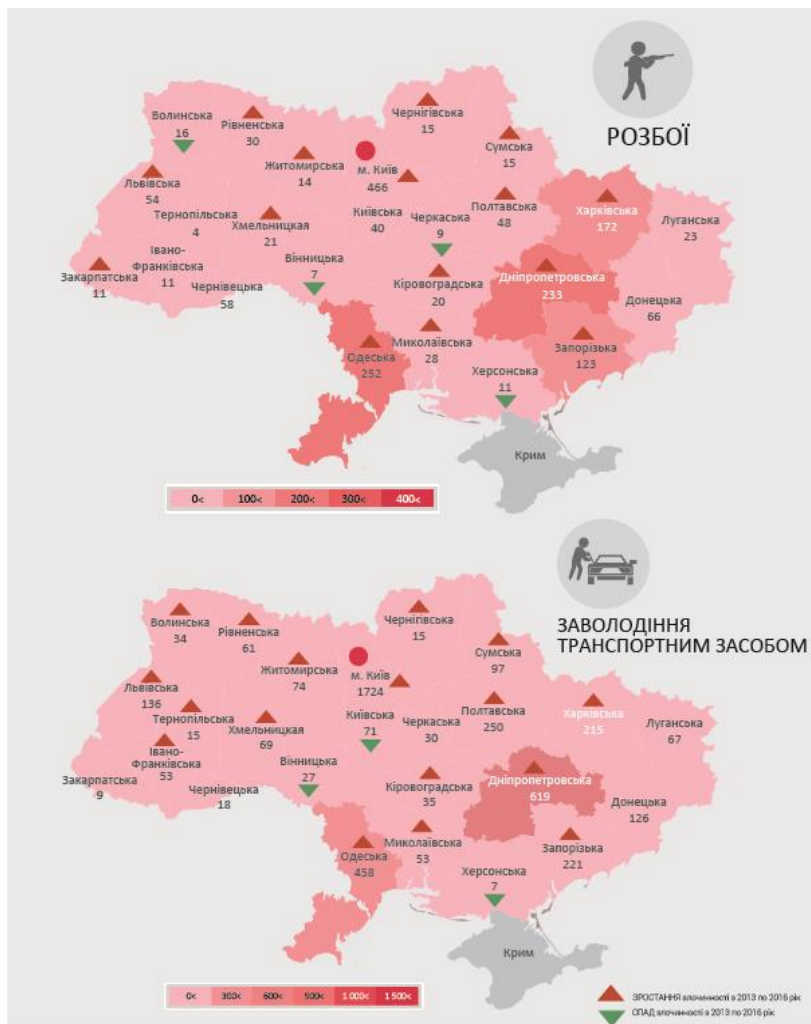 РОЗБОЇ
Волинська
16
Рівненська
30
Чернігівська
15
Сумська
15
Житомирська
14
м. Київ
466
Львівська
54
Тернопільська
4
Хмельницкая
21
Київська
40
Черкаська
9
Полтавська
48
Харківська
172
Луганська
23
Закарпатська
11
Івано-
Франківська
11
Чернівецька
58
Вінницька
7
Кіровоградська
20
Дніпропетровська
233
Донецька
66
Одеська
252
Миколаївська
28
Запорізька
123
Херсонська
11
Крим
0< 100< 200< 300< 400<
ЗАВОЛОДІННЯ
ТРАНСПОРТНИМ ЗАСОБОМ
Волинська
34
Рівненська
61
Чернігівська
15
Сумська
97
Житомирська
74
м. Київ
1724
Львівська
136
Тернопільська
15
Хмельницкая
69
Київська
71
Черкаська
30
Полтавська
250
Харківська
215
Луганська
67
Закарпатська
9
Івано-
Франківська
53
Чернівецька
18
Вінницька
27
Кіровоградська
35
Дніпропетровська
619
Донецька
126
Одеська
458
Миколаївська
53
Запорізька
221
Херсонська
7
Крим
0< 300< 600< 900< 1 000< 1 500<
ЗРОСТАННЯ злочинності з 2013 по 2016 рік
СПАД злочинності з 2013 по 2016 рік